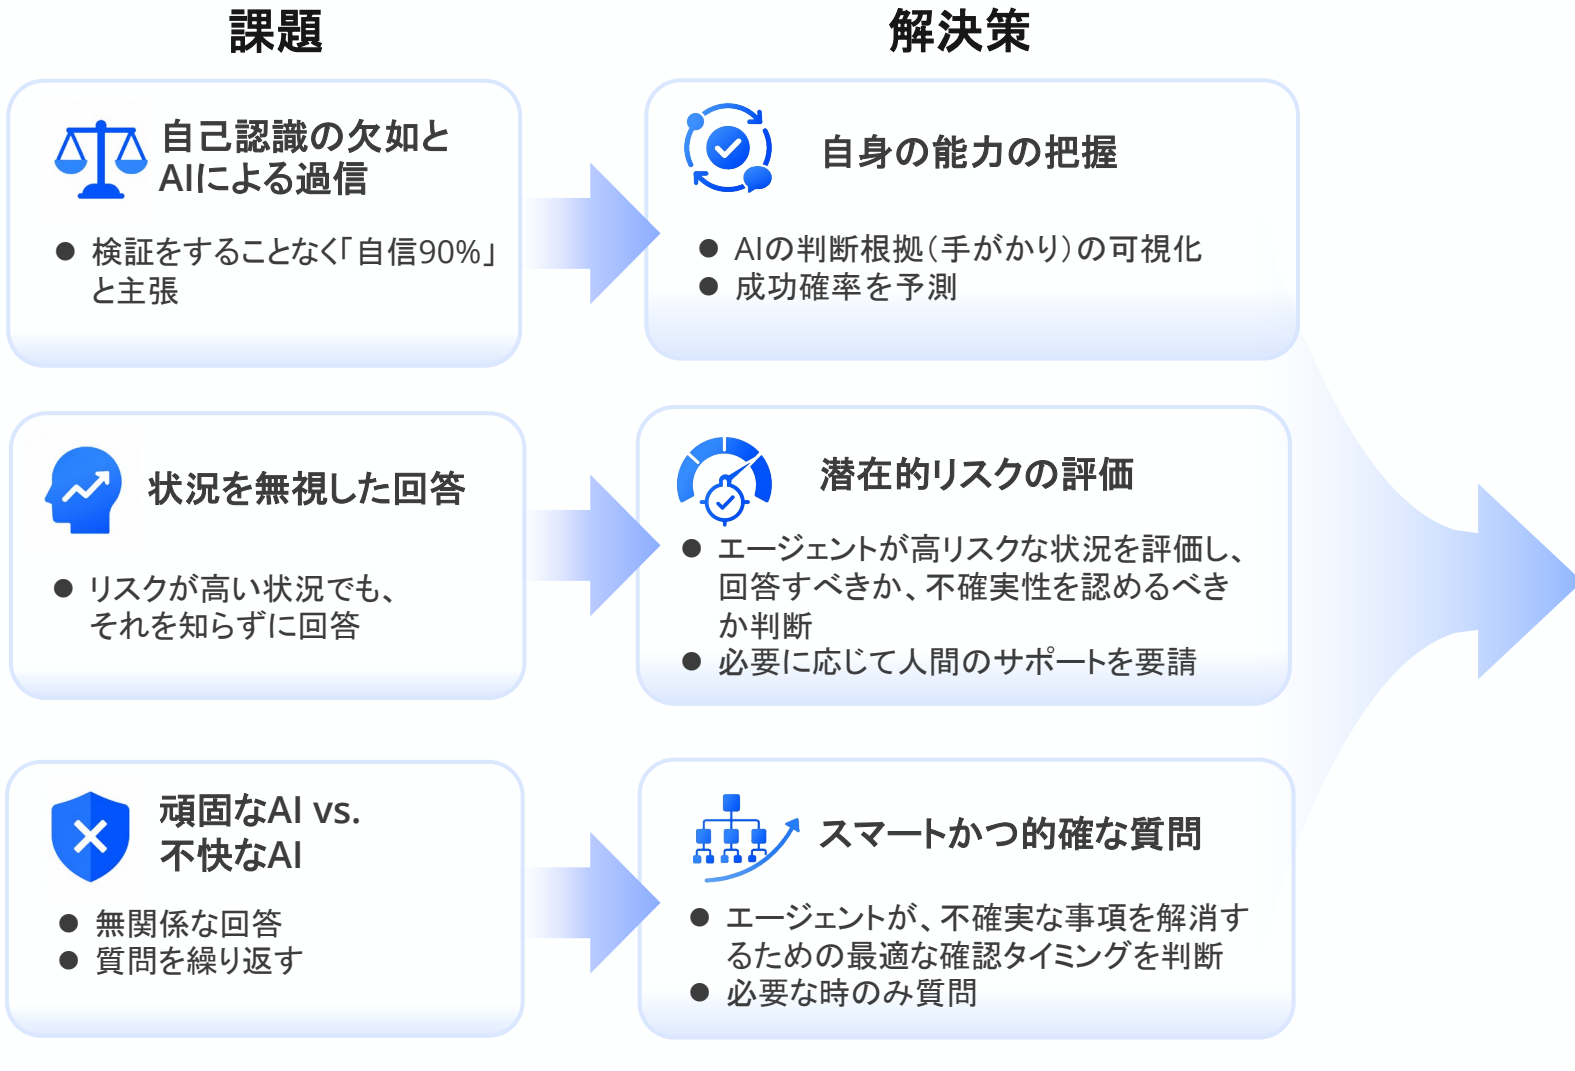 課題
解決策
自己認識の欠如と
AIによる過信
● 検証をすることなく「自信90%」
と主張
自身の能力の把握
● AIの判断根拠（手がかり）の可視化
● 成功確率を予測
状況を無視した回答
● リスクが高い状況でも、
それを知らずに回答
潜在的リスクの評価
● エージェントが高リスクな状況を評価し、
回答すべきか、不確実性を認めるべき
か判断
● 必要に応じて人間のサポートを要請
頑固なAI vs.
不快なAI
● 無関係な回答
● 質問を繰り返す
スマートかつ的確な質問
● エージェントが、不確実な事項を解消す
るための最適な確認タイミングを判断
● 必要な時のみ質問